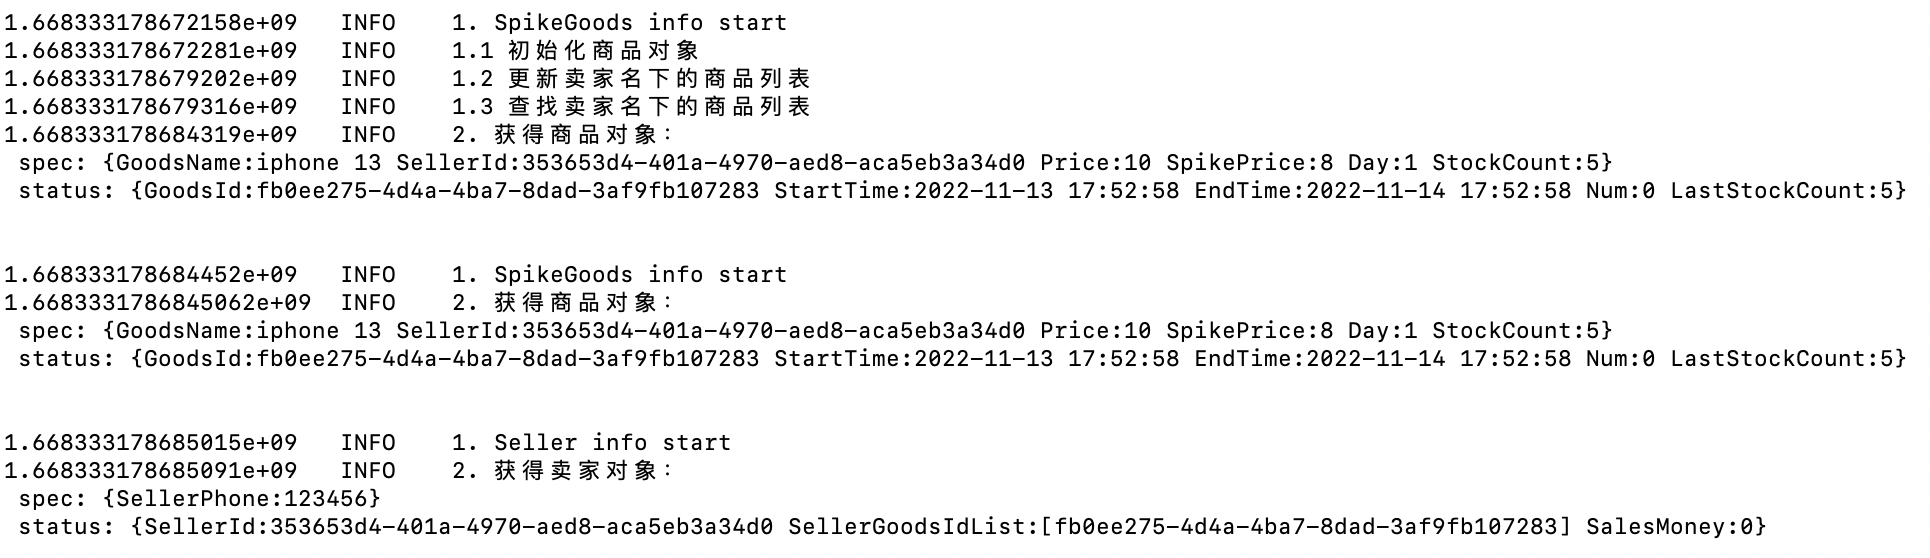 1.668333178672158e+09 INFO 1. SpikeGoods info start
1.668333178672281e+09 INFO 1.1 初始化商品对象
1.668333178679202e+09 INFO 1.2 更新卖家名下的商品列表
1.668333178679316e+09 INFO 1.3 查找卖家名下的商品列表
1.668333178684319e+09 INFO 2. 获得商品对象：
spec: {GoodsName:iphone 13 SellerId:353653d4-401a-4970-aed8-aca5eb3a34d0 Price:10 SpikePrice:8 Day:1 StockCount:5}
status: {GoodsId:fb0ee275-4d4a-4ba7-8dad-3af9fb107283 StartTime:2022-11-13 17:52:58 EndTime:2022-11-14 17:52:58 Num:0 LastStockCount:5}
1.668333178684452e+09 INFO 1. SpikeGoods info start
1.6683331786845062e+09 INFO 2. 获得商品对象：
spec: {GoodsName:iphone 13 SellerId:353653d4-401a-4970-aed8-aca5eb3a34d0 Price:10 SpikePrice:8 Day:1 StockCount:5}
status: {GoodsId:fb0ee275-4d4a-4ba7-8dad-3af9fb107283 StartTime:2022-11-13 17:52:58 EndTime:2022-11-14 17:52:58 Num:0 LastStockCount:5}
1.668333178685015e+09 INFO 1. Seller info start
1.668333178685091e+09 INFO 2. 获得卖家对象：
spec: {SellerPhone:123456}
status: {SellerId:353653d4-401a-4970-aed8-aca5eb3a34d0 SellerGoodsIdList:[fb0ee275-4d4a-4ba7-8dad-3af9fb107283] SalesMoney:0}